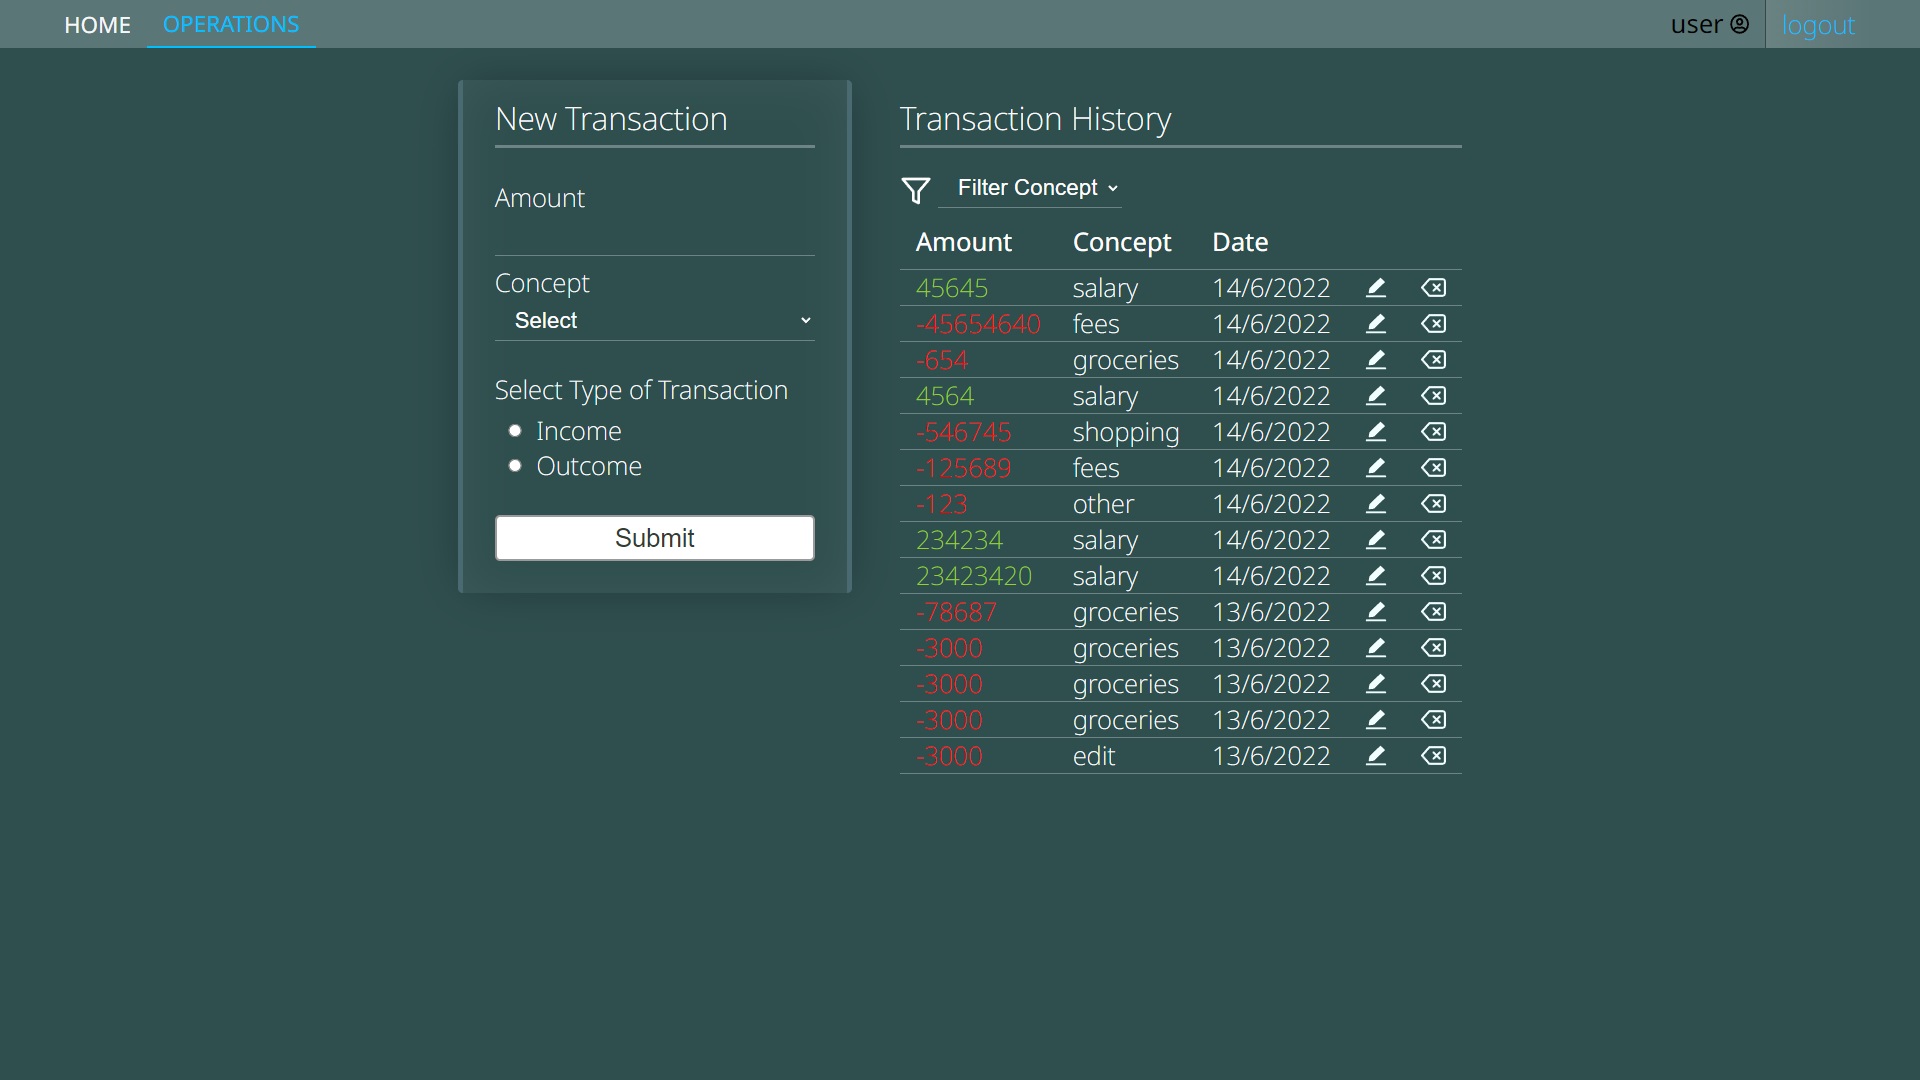 HOME OPERATIONS user logout
New Transaction
Amount
Concept
Select
Select Type of Transaction
Income
Outcome
Submit
Transaction History
Filter Concept
Amount Concept Date
45645 salary 14/6/2022
-45654640 fees 14/6/2022
-654 groceries 14/6/2022
4564 salary 14/6/2022
-546745 shopping 14/6/2022
-125689 fees 14/6/2022
-123 other 14/6/2022
234234 salary 14/6/2022
23423420 salary 14/6/2022
-78687 groceries 13/6/2022
-3000 groceries 13/6/2022
-3000 groceries 13/6/2022
-3000 groceries 13/6/2022
-3000 edit 13/6/2022